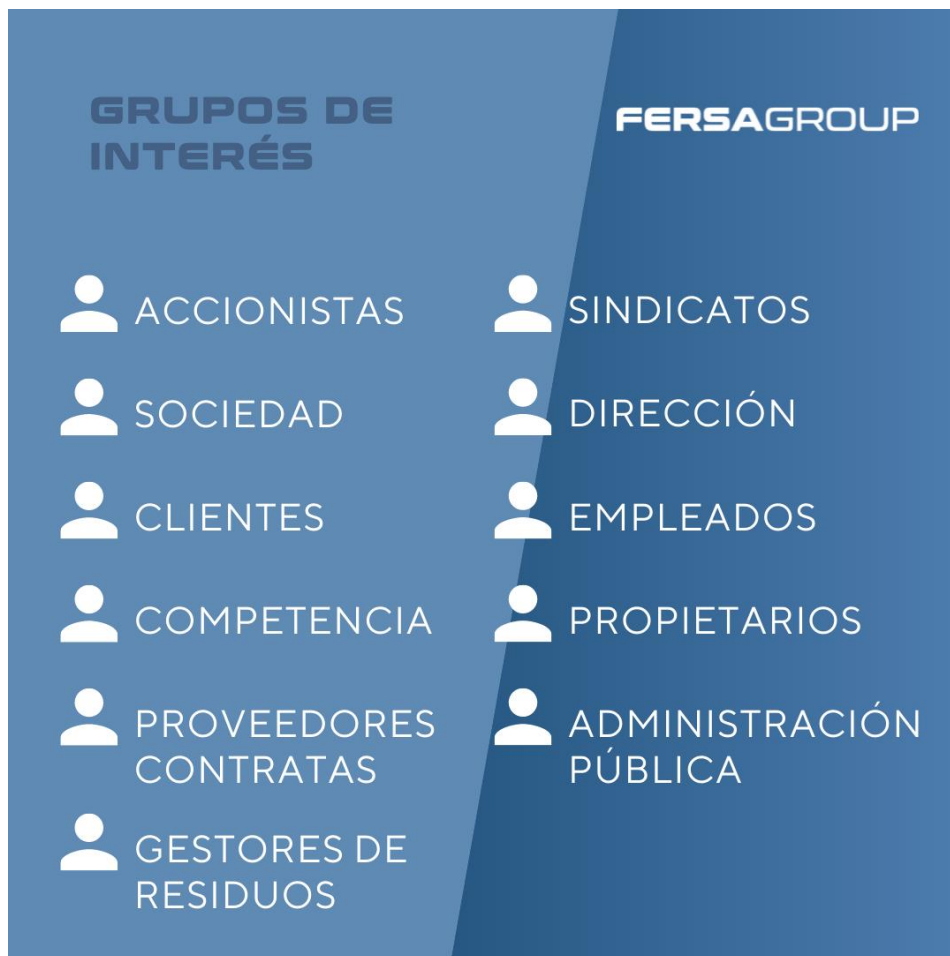 GRUPOS DE
INTERÉS
FERSAGROUP
ACCIONISTAS
SOCIEDAD
CLIENTES
COMPETENCIA
PROVEEDORES
CONTRATAS
GESTORES DE
RESIDUOS
SINDICATOS
DIRECCIÓN
EMPLEADOS
PROPIETARIOS
ADMINISTRACIÓN
PÚBLICA